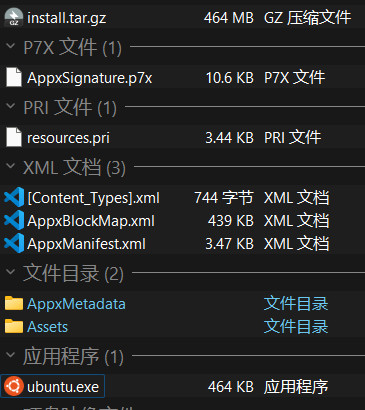 GZ
install.tar.gz 464 MB GZ 压缩文件
P7X 文件 (1)
AppxSignature.p7x 10.6 KB P7X 文件
PRI 文件 (1)
resources.pri 3.44 KB PRI 文件
XML 文档 (3)
[Content_Types].xml 744 字节 XML 文档
AppxBlockMap.xml 439 KB XML 文档
AppxManifest.xml 3.47 KB XML 文档
文件目录 (2)
AppxMetadata 文件目录
Assets 文件目录
应用程序 (1)
ubuntu.exe 464 KB 应用程序